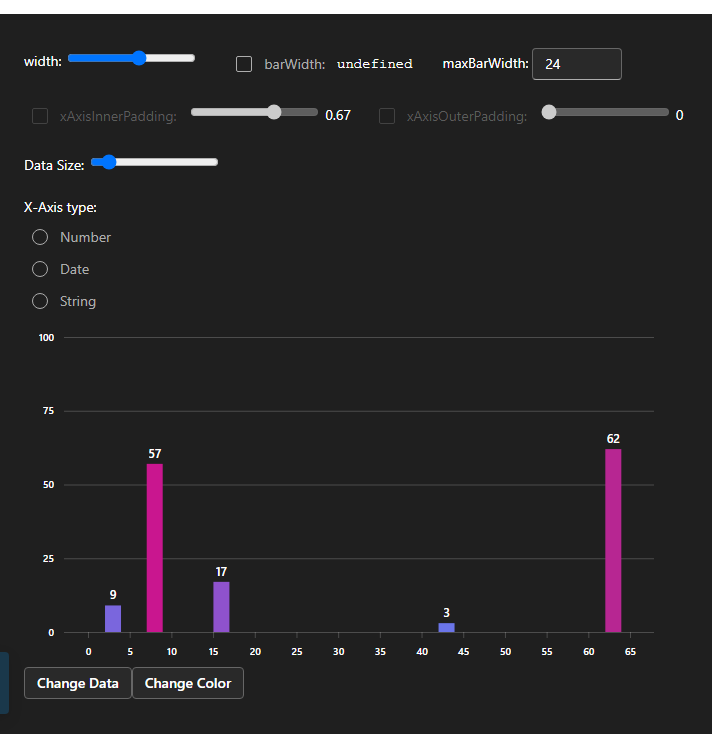 width: barWidth: undefined maxBarWidth: 24
xAxisInnerPadding: 0.67 xAxisOuterPadding: 0
Data Size:
X-Axis type:
Number
Date
String
100
75
62
57
50
25
17
9
3
0
0 5 10 15 20 25 30 35 40 45 50 55 60 65
Change Data Change Color